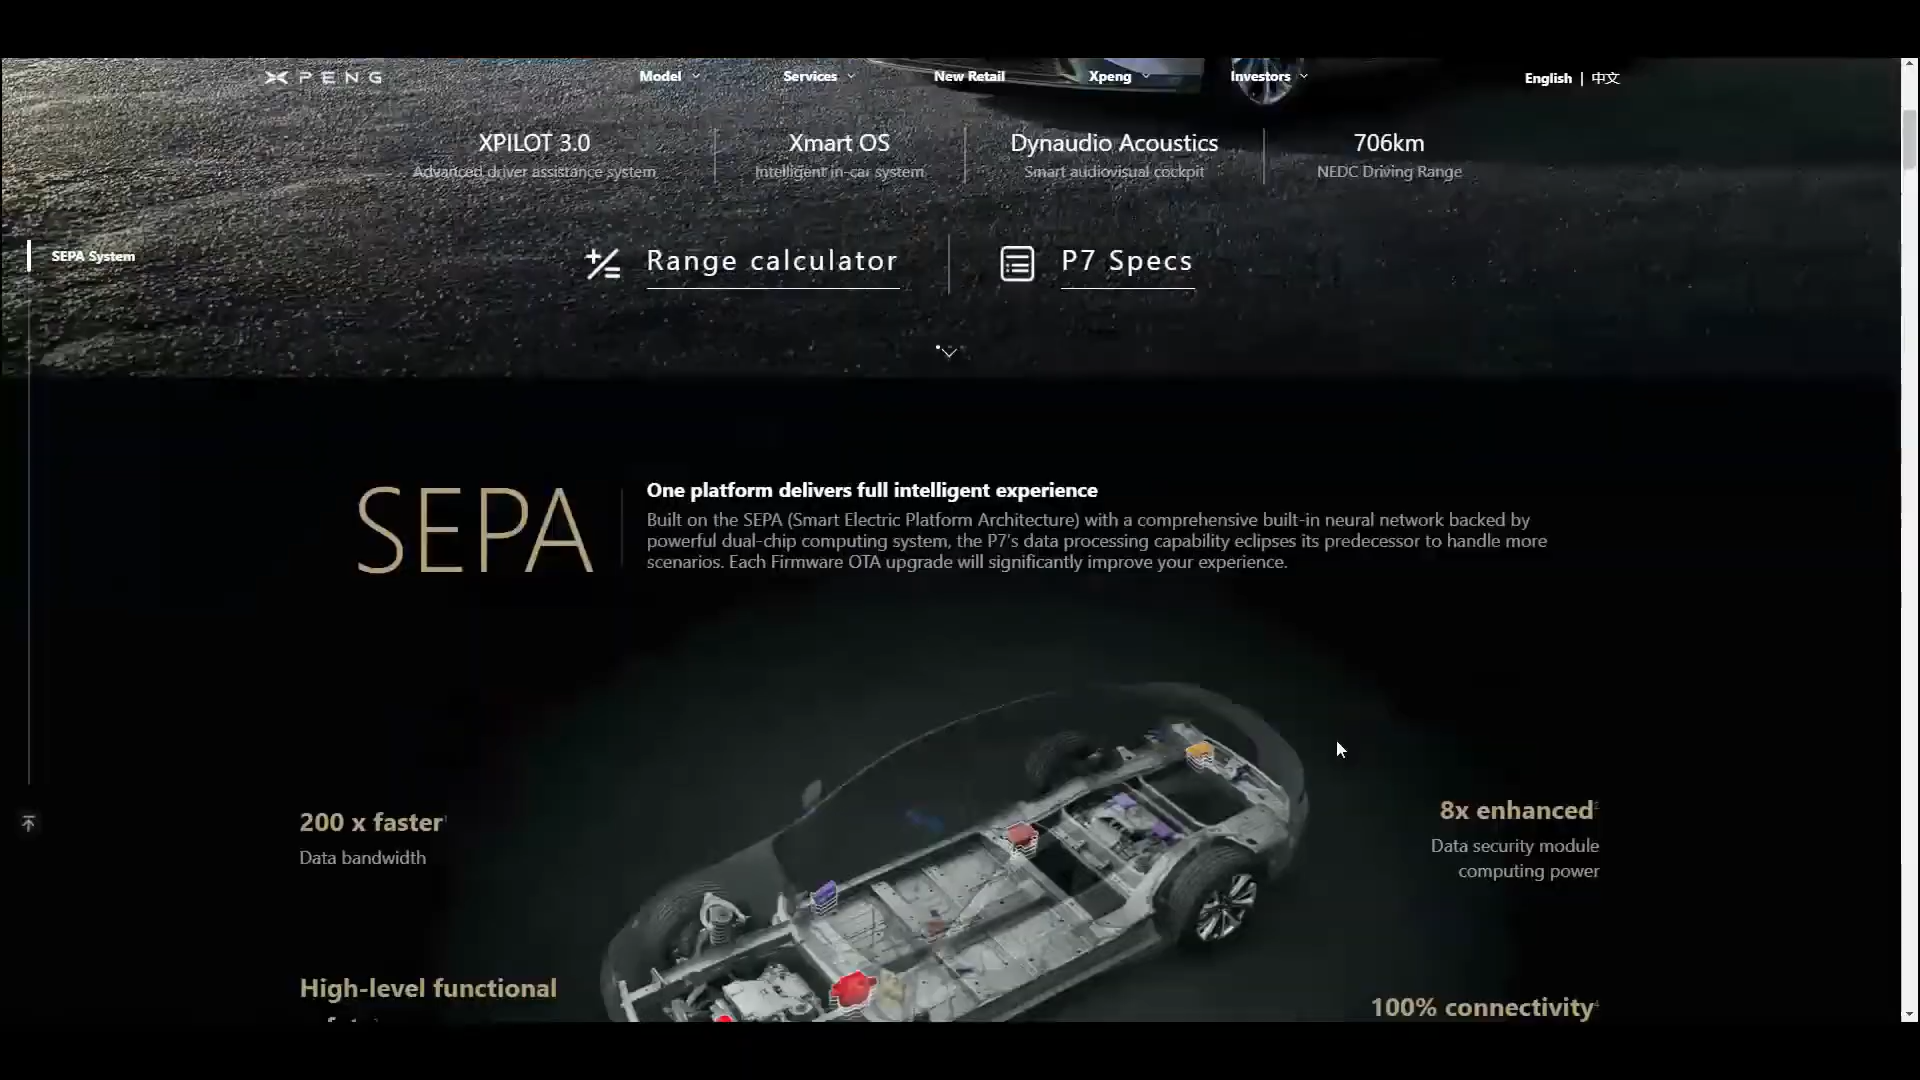 XPENG
Model
Services
New Retail
Xpeng
Investors
English | 中文
XPILOT 3.0
Advanced driver assistance system
Xmart OS
Intelligent in-car system
Dynaudio Acoustics
Smart audiovisual cockpit
706km
NEDC Driving Range
SEPA System
Range calculator
P7 Specs
SEPA
One platform delivers full intelligent experience
Built on the SEPA (Smart Electric Platform Architecture) with a comprehensive built-in neural network backed by
powerful dual-chip computing system, the P7's data processing capability eclipses its predecessor to handle more
scenarios. Each Firmware OTA upgrade will significantly improve your experience.
200 x faster
Data bandwidth
8x enhanced
Data security module
computing power
High-level functional
100% connectivity